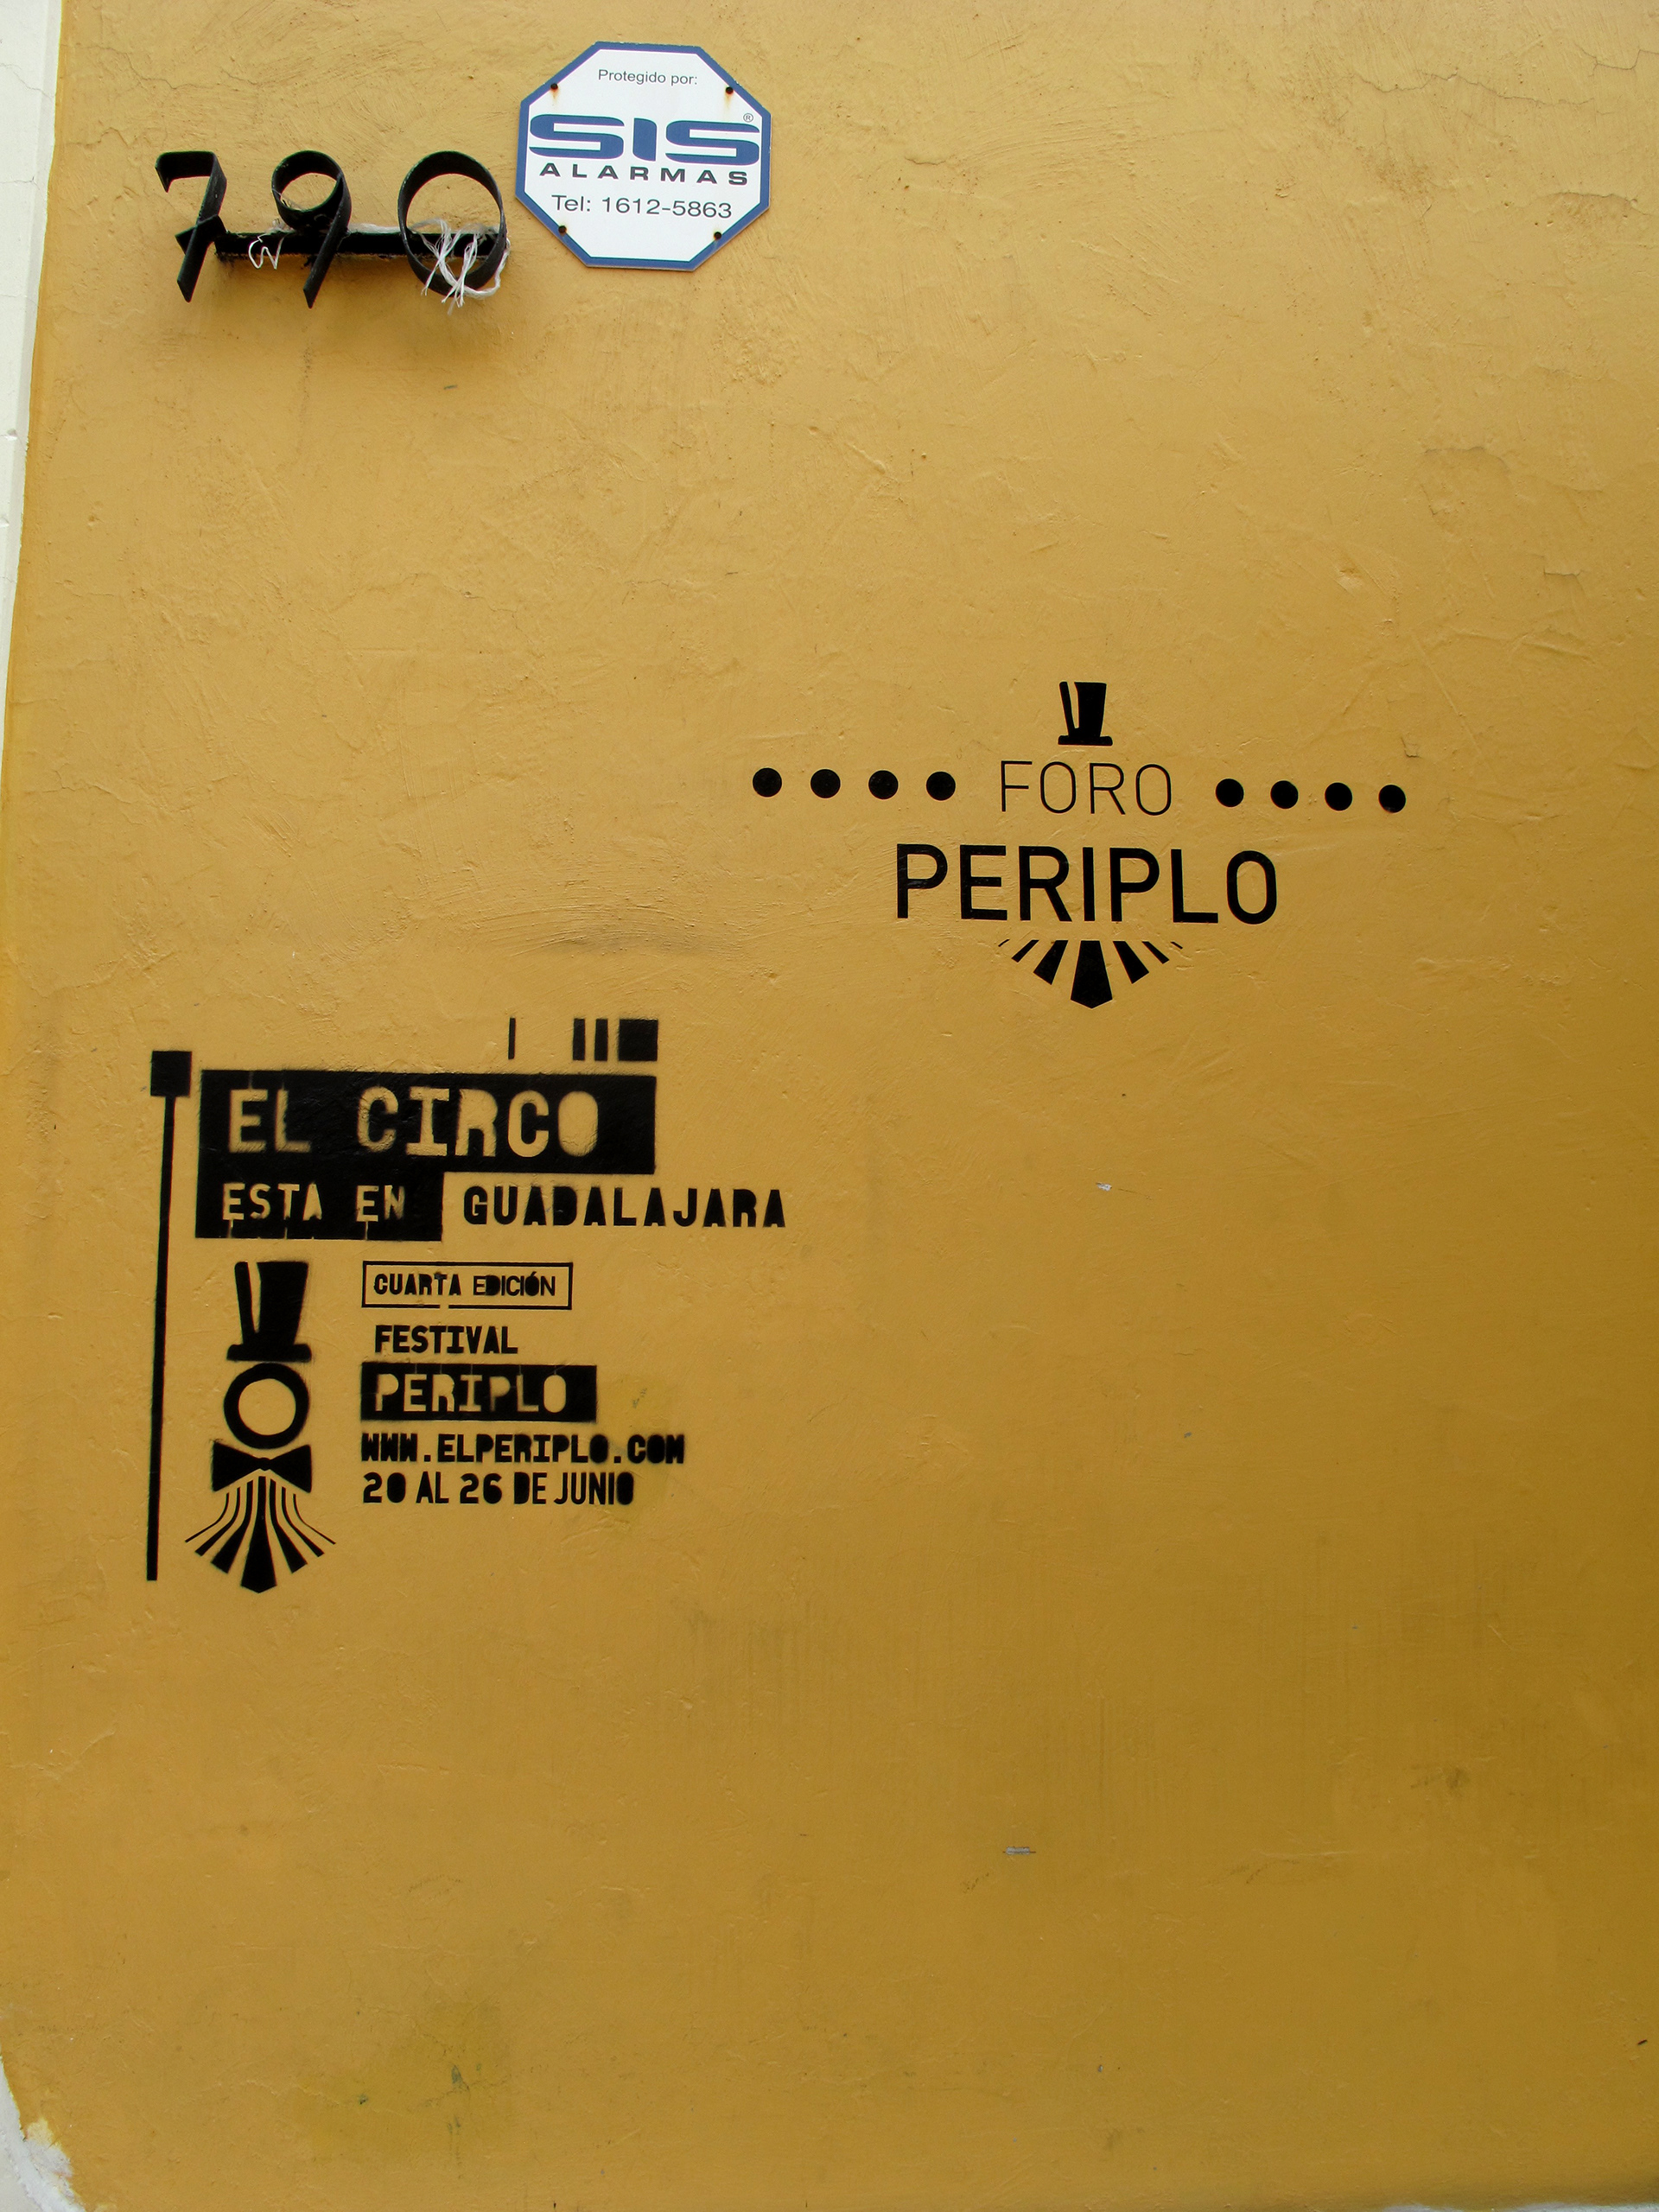 790
Protegido por:
SIS®
ALARMAS
Tel: 1612-5863
FORO
PERIPLO
EL CIRCO
ESTA EN GUADALAJARA
CUARTA EDICIÓN
FESTIVAL
PERIPLO
WWW.ELPERIPLO.COM
20 AL 26 DE JUNIO